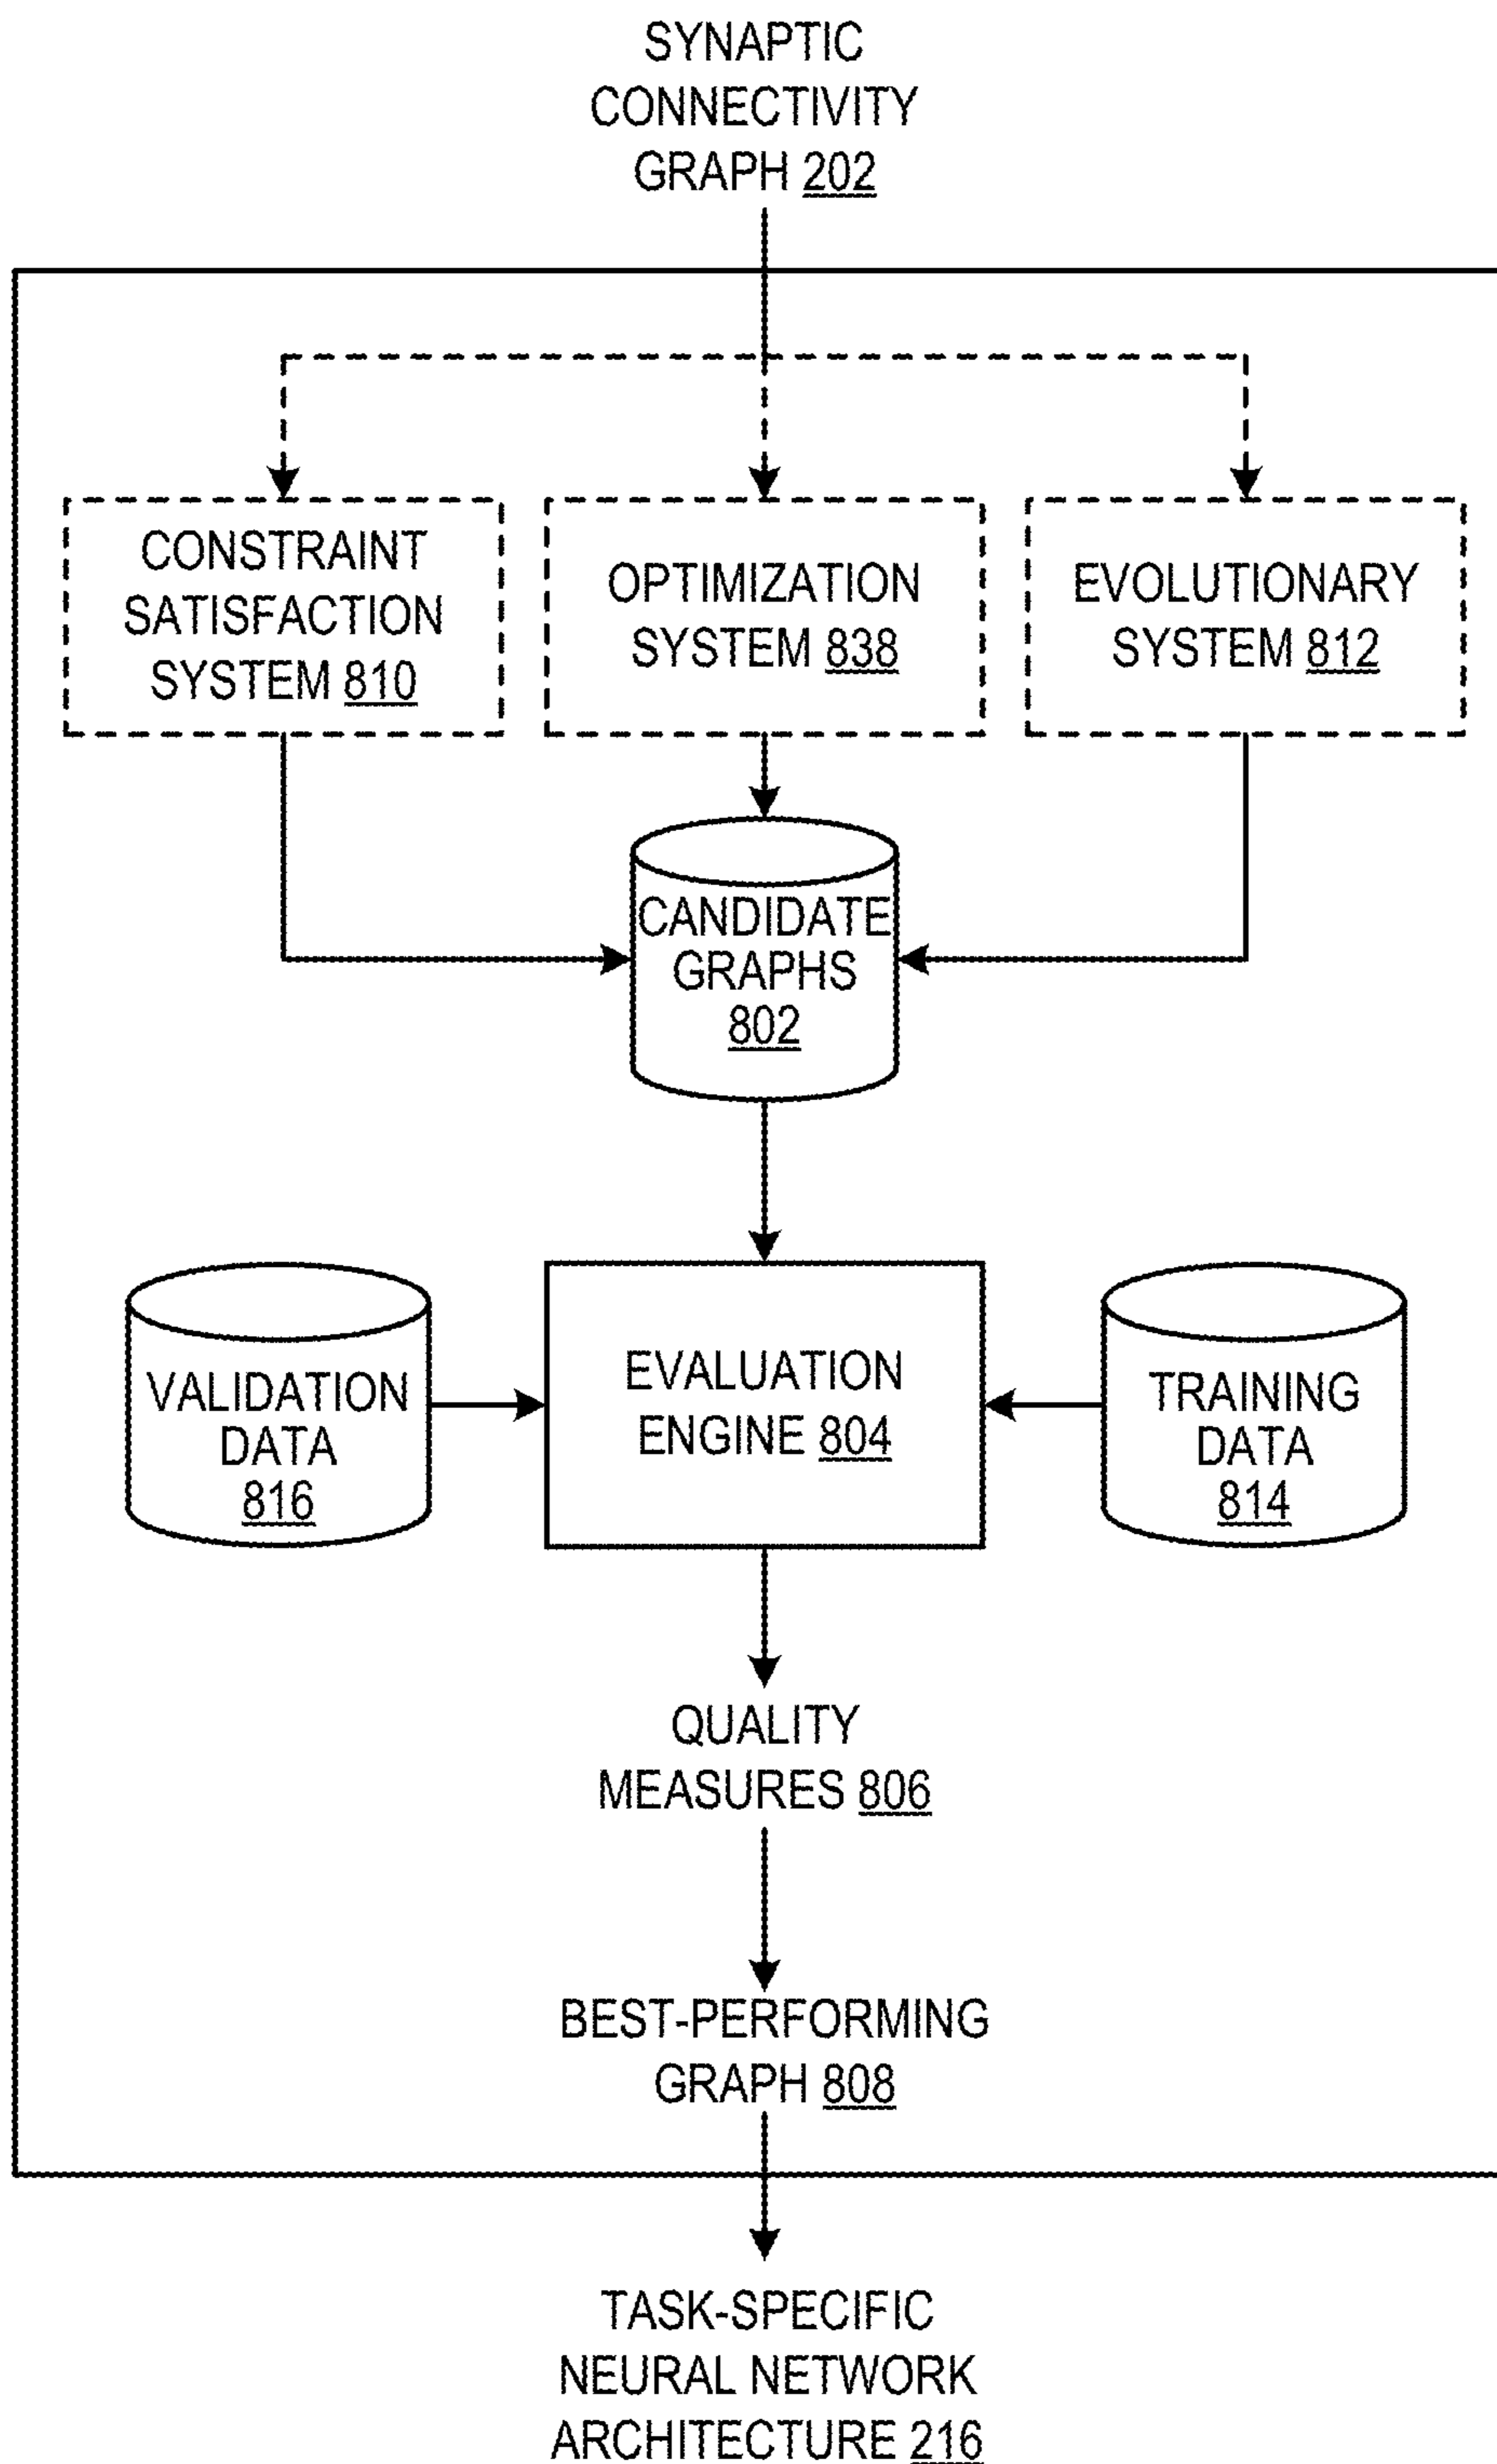 SYNAPTIC
CONNECTIVITY
GRAPH 202
CONSTRAINT
SATISFACTION
SYSTEM 810
OPTIMIZATION
SYSTEM 838
EVOLUTIONARY
SYSTEM 812
CANDIDATE
GRAPHS
802
VALIDATION
DATA
816
EVALUATION
ENGINE 804
TRAINING
DATA
814
QUALITY
MEASURES 806
BEST-PERFORMING
GRAPH 808
TASK-SPECIFIC
NEURAL NETWORK
ARCHITECTURE 216